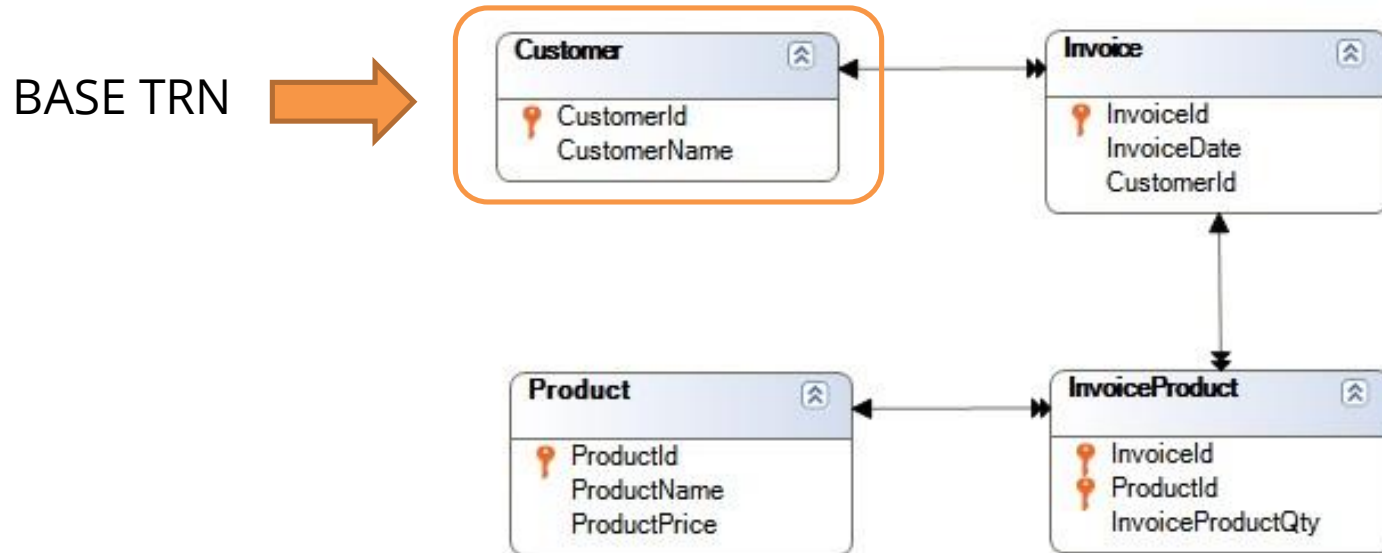 BASE TRN
Customer
CustomerId
CustomerName
Invoice
InvoiceId
InvoiceDate
CustomerId
Product
ProductId
ProductName
ProductPrice
InvoiceProduct
InvoiceId
ProductId
InvoiceProductQty